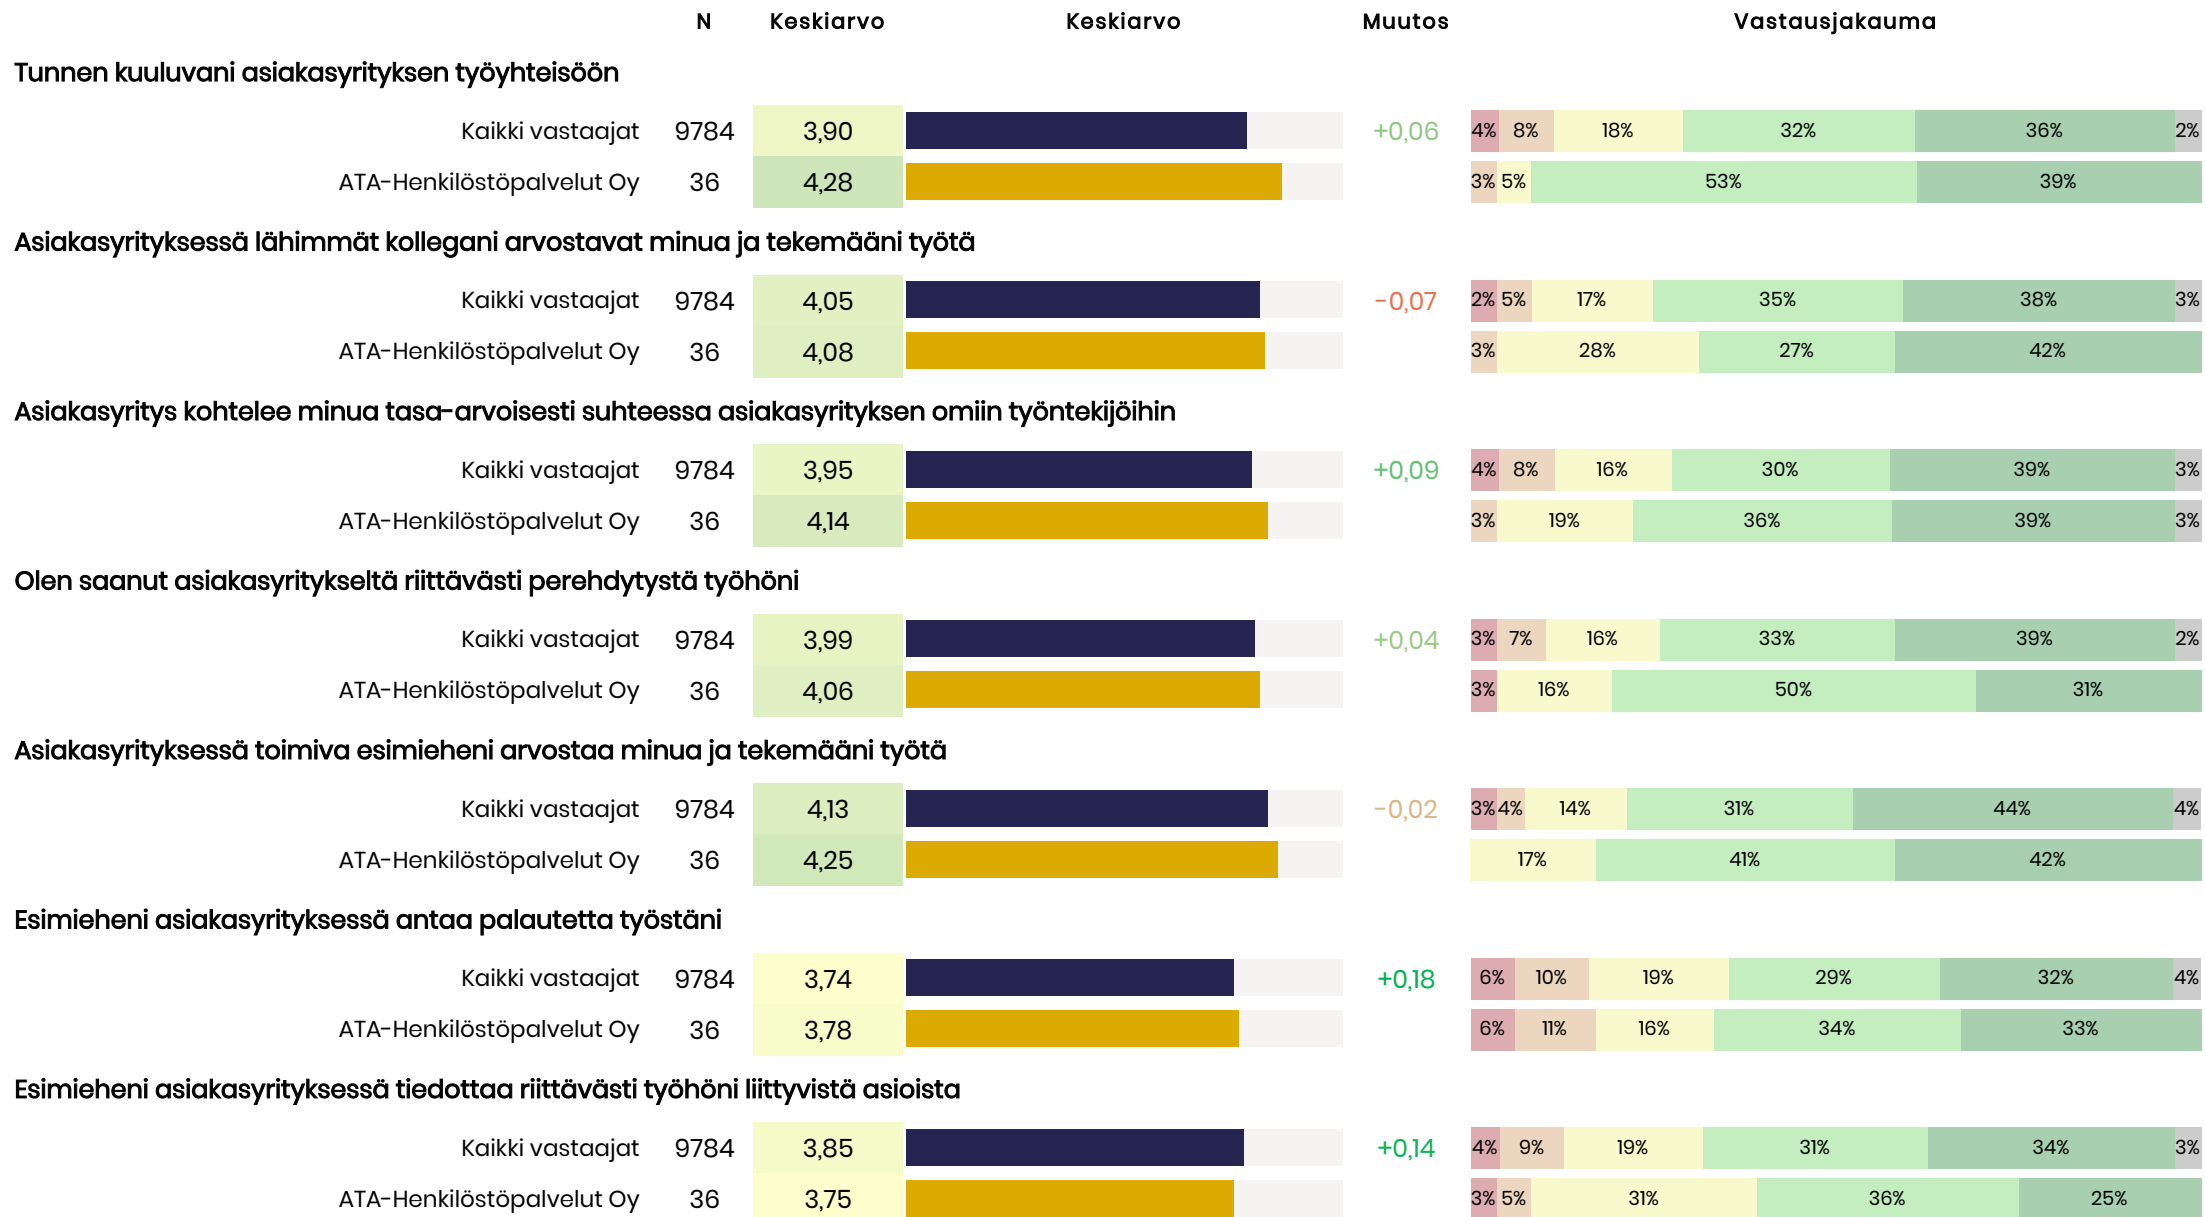 N Keskiarvo Keskiarvo Muutos Vastausjakauma
Tunnen kuuluvani asiakasyrityksen työyhteisöön
Kaikki vastaajat 9784 3,90 +0,06 4% 8% 18% 32% 36% 2%
ATA-Henkilöstöpalvelut Oy 36 4,28 3% 5% 53% 39%
Asiakasyrityksessä lähimmät kollegani arvostavat minua ja tekemääni työtä
Kaikki vastaajat 9784 4,05 -0,07 2% 5% 17% 35% 38% 3%
ATA-Henkilöstöpalvelut Oy 36 4,08 3% 28% 27% 42%
Asiakasyritys kohtelee minua tasa-arvoisesti suhteessa asiakasyrityksen omiin työntekijöihin
Kaikki vastaajat 9784 3,95 +0,09 4% 8% 16% 30% 39% 3%
ATA-Henkilöstöpalvelut Oy 36 4,14 3% 19% 36% 39% 3%
Olen saanut asiakasyritykseltä riittävästi perehdytystä työhöni
Kaikki vastaajat 9784 3,99 +0,04 3% 7% 16% 33% 39% 2%
ATA-Henkilöstöpalvelut Oy 36 4,06 3% 16% 50% 31%
Asiakasyrityksessä toimiva esimieheni arvostaa minua ja tekemääni työtä
Kaikki vastaajat 9784 4,13 -0,02 3% 4% 14% 31% 44% 4%
ATA-Henkilöstöpalvelut Oy 36 4,25 17% 41% 42%
Esimieheni asiakasyrityksessä antaa palautetta työstäni
Kaikki vastaajat 9784 3,74 +0,18 6% 10% 19% 29% 32% 4%
ATA-Henkilöstöpalvelut Oy 36 3,78 6% 11% 16% 34% 33%
Esimieheni asiakasyrityksessä tiedottaa riittävästi työhöni liittyvistä asioista
Kaikki vastaajat 9784 3,85 +0,14 4% 9% 19% 31% 34% 3%
ATA-Henkilöstöpalvelut Oy 36 3,75 3% 5% 31% 36% 25%